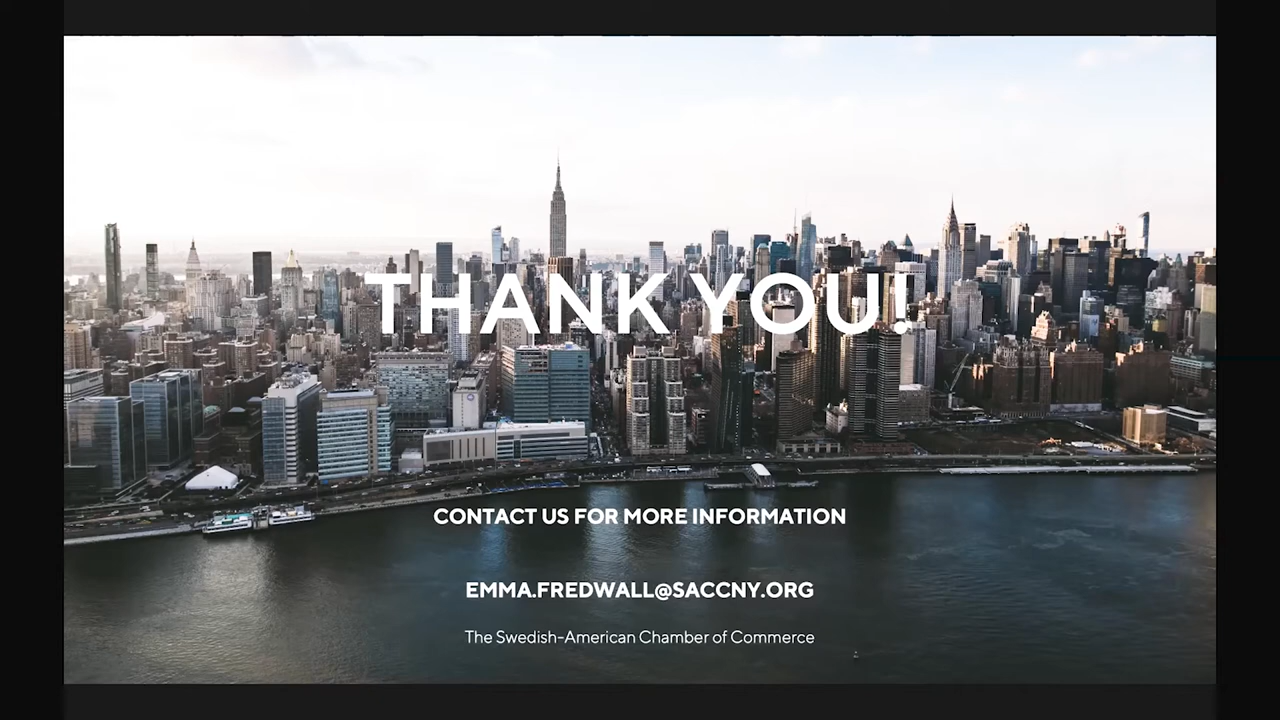 THANK YOU!
CONTACT US FOR MORE INFORMATION
EMMA.FREDWALL@SACCNY.ORG
The Swedish-American Chamber of Commerce